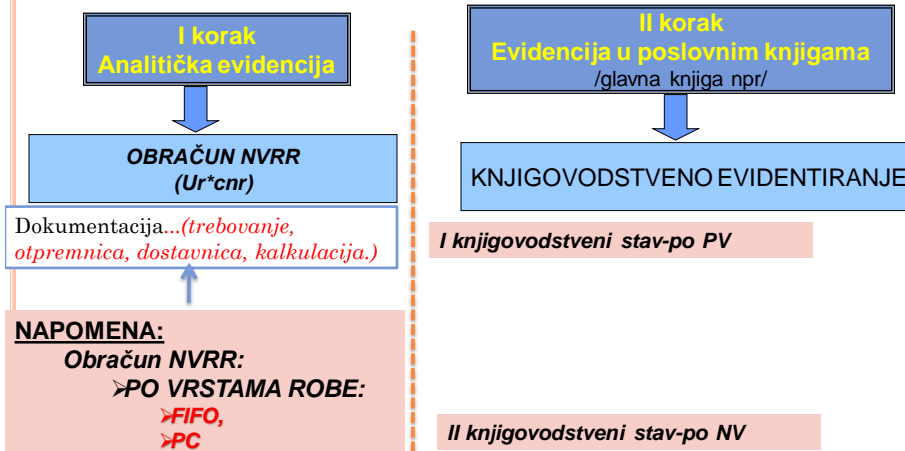 I korak
Analitička evidencija
OBRAČUN NVRR
(Ur*cnr)
Dokumentacija...(trebovanje,
otpremnica, dostavnica, kalkulacija.)
NAPOMENA:
Obračun NVRR:
➢PO VRSTAMA ROBE:
➢FIFO,
➢PC
II korak
Evidencija u poslovnim knjigama
/glavna knjiga npr/
KNJIGOVODSTVENO EVIDENTIRANJE
I knjigovodstveni stav-po PV
II knjigovodstveni stav-po NV